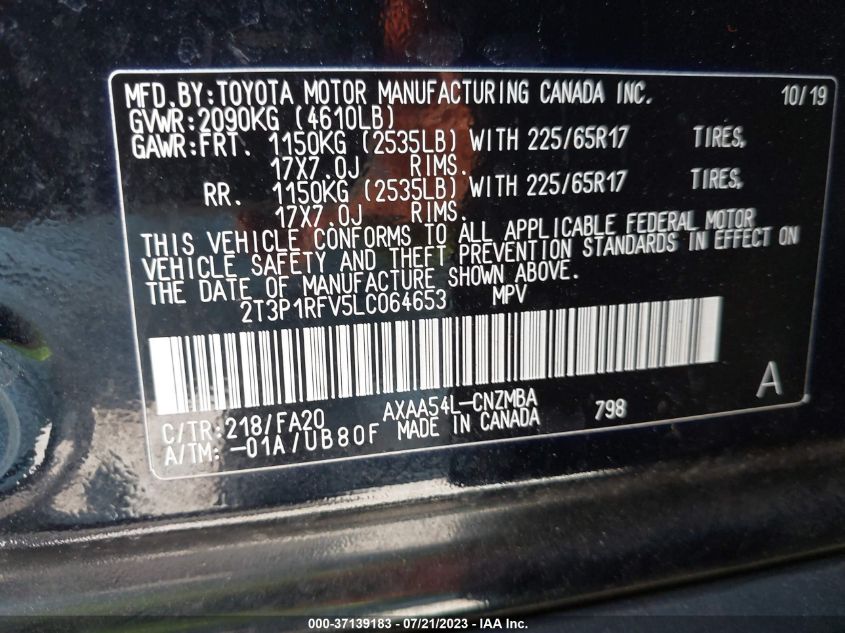 MFD.BY:TOYOTA MOTOR MANUFACTURING CANADA INC. 10/19
GVWR:2090KG (4610LB)
GAWR:FRT. 1150KG (2535LB) WITH 225/65R17 TIRES,
17X7.0J RIMS.
RR. 1150KG (2535LB) WITH 225/65R17 TIRES,
17X7.0J RIMS.
THIS VEHICLE CONFORMS TO ALL APPLICABLE FEDERAL MOTOR
VEHICLE SAFETY AND THEFT PREVENTION STANDARDS IN EFFECT ON
THE DATE OF MANUFACTURE SHOWN ABOVE.
2T3P1RFV5LC064653 MPV
A
C/TR:218/FA20 AXAA54L-CNZMBA 798
A/TM: -01A/UB80F MADE IN CANADA
000-37139183 - 07/21/2023 - IAA Inc.